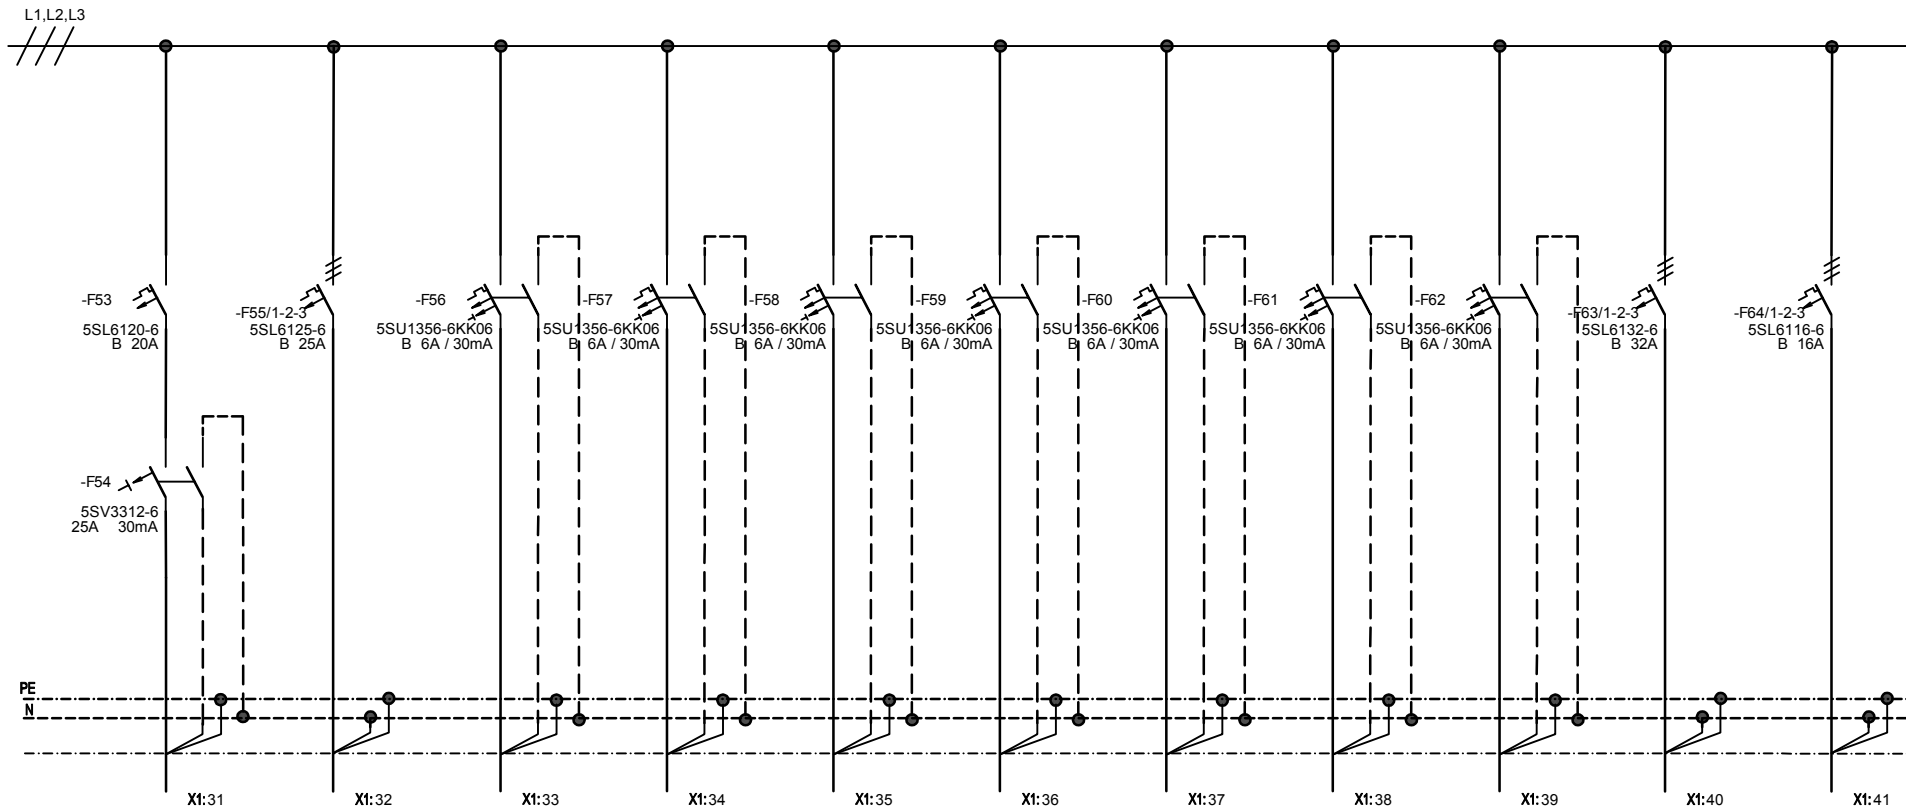 L1,L2,L3
-F53
5SL6120-6
B 20A
-F54
5SV3312-6
25A 30mA
-F55/1-2-3
5SL6125-6
B 25A
-F56
5SU1356-6KK06
B 6A / 30mA
-F57
5SU1356-6KK06
B 6A / 30mA
-F58
5SU1356-6KK06
B 6A / 30mA
-F59
5SU1356-6KK06
B 6A / 30mA
-F60
5SU1356-6KK06
B 6A / 30mA
-F61
5SU1356-6KK06
B 6A / 30mA
-F62
5SU1356-6KK06
B 6A / 30mA
-F63/1-2-3
5SL6132-6
B 32A
-F64/1-2-3
5SL6116-6
B 16A
PE
N
X1:31
X1:32
X1:33
X1:34
X1:35
X1:36
X1:37
X1:38
X1:39
X1:40
X1:41